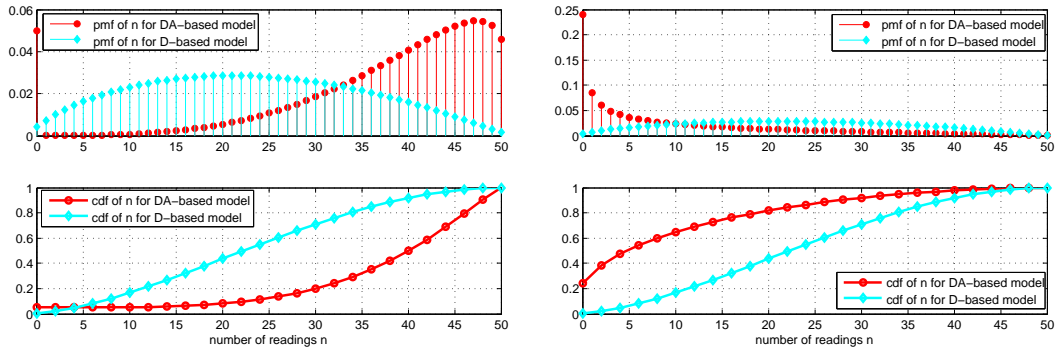 0.06
0.04
0.02
0
pmf of n for DA-based model
pmf of n for D-based model
0 5 10 15 20 25 30 35 40 45 50
1
0.8
0.6
0.4
0.2
0
cdf of n for DA-based model
cdf of n for D-based model
0 5 10 15 20 25 30 35 40 45 50
number of readings n
0.25
0.2
0.15
0.1
0.05
0
pmf of n for DA-based model
pmf of n for D-based model
0 5 10 15 20 25 30 35 40 45 50
1
0.8
0.6
0.4
0.2
0
cdf of n for DA-based model
cdf of n for D-based model
0 5 10 15 20 25 30 35 40 45 50
number of readings n